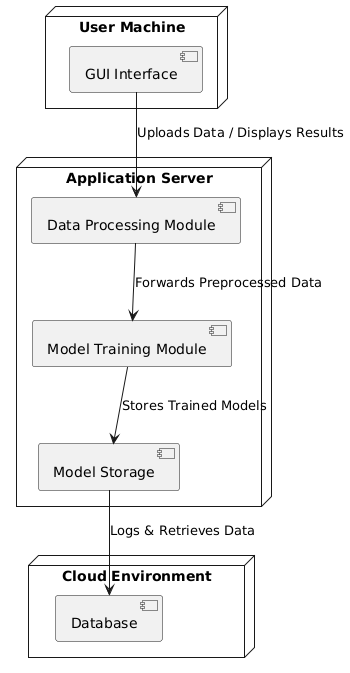 User Machine
GUI Interface
Uploads Data / Displays Results
Application Server
Data Processing Module
Forwards Preprocessed Data
Model Training Module
Stores Trained Models
Model Storage
Logs & Retrieves Data
Cloud Environment
Database